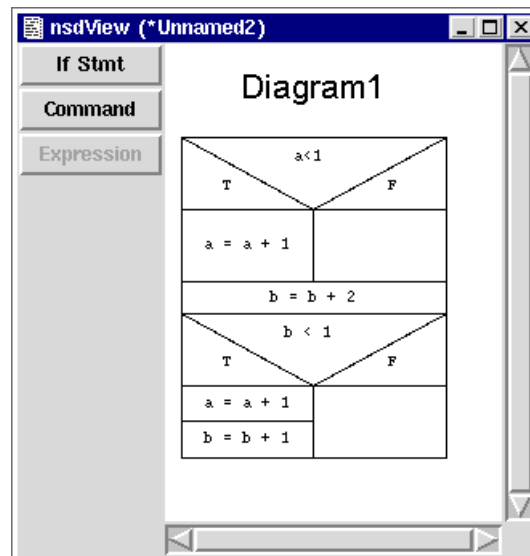 nsdView (*Unnamed2)
If Stmt
Command
Expression
Diagram1
a<1
T F
a = a + 1
b = b + 2
b < 1
T F
a = a + 1
b = b + 1